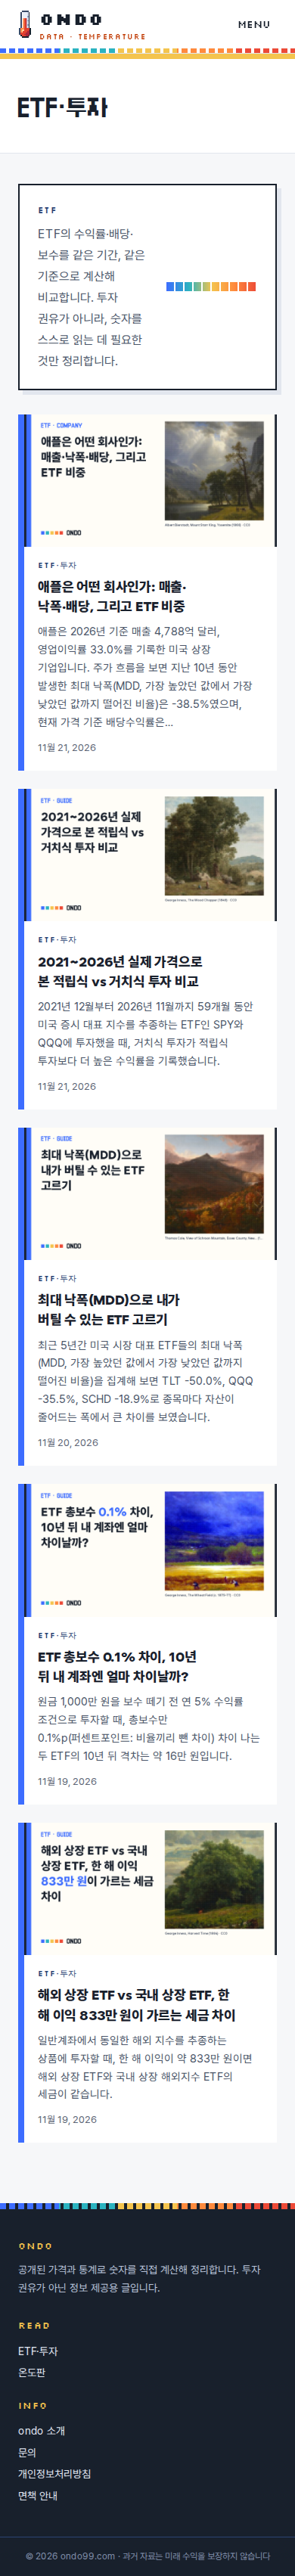 ONDO
DATA · TEMPERATURE
MENU
ETF·투자
ETF
ETF의 수익률·배당·
보수를 같은 기간, 같은
기준으로 계산해
비교합니다. 투자
권유가 아니라, 숫자를
스스로 읽는 데 필요한
것만 정리합니다.
ETF · COMPANY
애플은 어떤 회사인가:
매출·낙폭·배당, 그리고
ETF 비중
ONDO
ETF·투자
애플은 어떤 회사인가: 매출·
낙폭·배당, 그리고 ETF 비중
애플은 2026년 기준 매출 4,788억 달러,
영업이익률 33.0%를 기록한 미국 상장
기업입니다. 주가 흐름을 보면 지난 10년 동안
발생한 최대 낙폭(MDD, 가장 높았던 값에서 가장
낮았던 값까지 떨어진 비율)은 -38.5%였으며,
현재 가격 기준 배당수익률은...
11월 21, 2026
ETF · GUIDE
2021~2026년 실제
가격으로 본 적립식 vs
거치식 투자 비교
ONDO
ETF·투자
2021~2026년 실제 가격으로
본 적립식 vs 거치식 투자 비교
2021년 12월부터 2026년 11월까지 59개월 동안
미국 증시 대표 지수를 추종하는 ETF인 SPY와
QQQ에 투자했을 때, 거치식 투자가 적립식
투자보다 더 높은 수익률을 기록했습니다.
11월 21, 2026
ETF · GUIDE
최대 낙폭(MDD)으로
내가 버틸 수 있는 ETF
고르기
ONDO
ETF·투자
최대 낙폭(MDD)으로 내가
버틸 수 있는 ETF 고르기
최근 5년간 미국 시장 대표 ETF들의 최대 낙폭
(MDD, 가장 높았던 값에서 가장 낮았던 값까지
떨어진 비율)을 집계해 보면 TLT -50.0%, QQQ
-35.5%, SCHD -18.9%로 종목마다 자산이
줄어드는 폭에서 큰 차이를 보였습니다.
11월 20, 2026
ETF · GUIDE
ETF 총보수 0.1% 차이,
10년 뒤 내 계좌엔 얼마
차이날까?
ONDO
ETF·투자
ETF 총보수 0.1% 차이, 10년
뒤 내 계좌엔 얼마 차이날까?
원금 1,000만 원을 보수 떼기 전 연 5% 수익률
조건으로 투자할 때, 총보수만
0.1%p(퍼센트포인트: 비율끼리 뺀 차이) 차이 나는
두 ETF의 10년 뒤 격차는 약 16만 원입니다.
11월 19, 2026
ETF · GUIDE
해외 상장 ETF vs 국내
상장 ETF, 한 해 이익
833만 원이 가르는 세금
차이
ONDO
ETF·투자
해외 상장 ETF vs 국내 상장 ETF, 한
해 이익 833만 원이 가르는 세금 차이
일반계좌에서 동일한 해외 지수를 추종하는
상품에 투자할 때, 한 해 이익이 약 833만 원이면
해외 상장 ETF와 국내 상장 해외지수 ETF의
세금이 같습니다.
11월 19, 2026
ONDO
공개된 가격과 통계로 숫자를 직접 계산해 정리합니다. 투자
권유가 아닌 정보 제공용 글입니다.
READ
ETF·투자
온도판
INFO
ondo 소개
문의
개인정보처리방침
면책 안내
© 2026 ondo99.com · 과거 자료는 미래 수익을 보장하지 않습니다